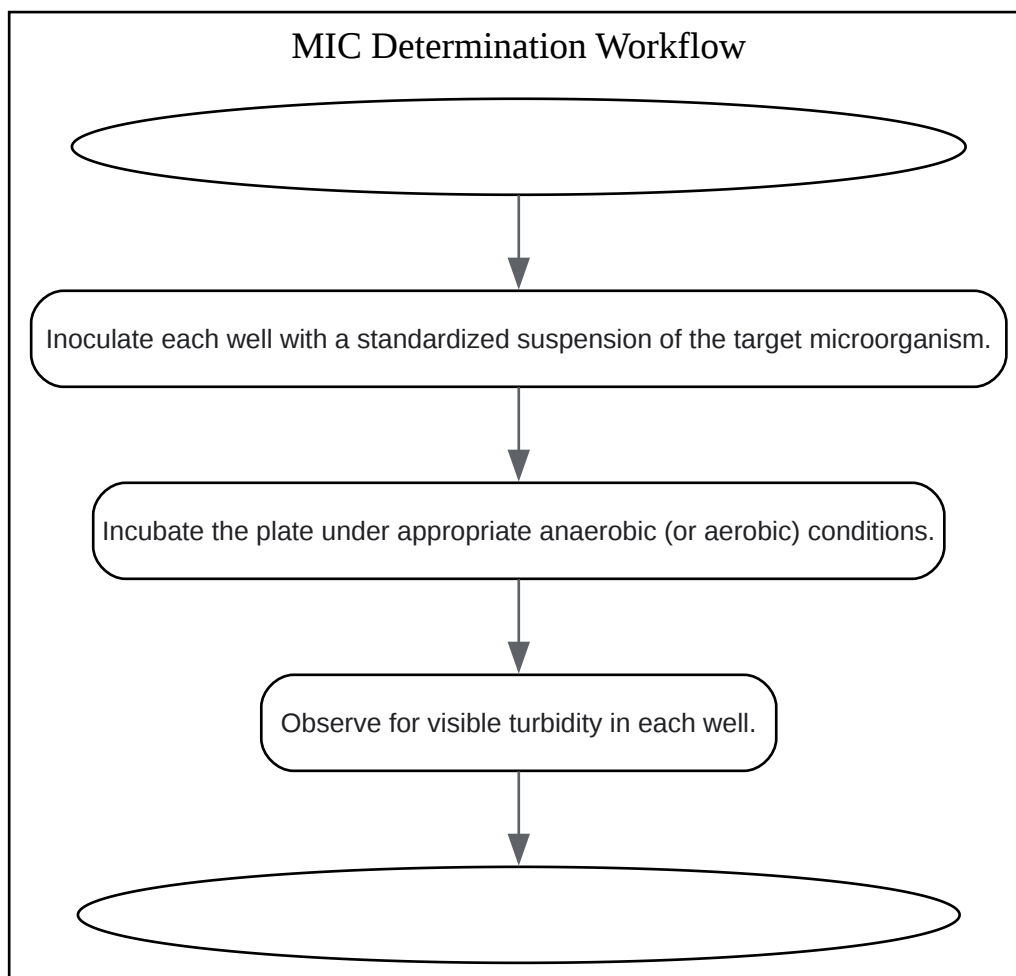 MIC Determination Workflow
Inoculate each well with a standardized suspension of the target microorganism.
Incubate the plate under appropriate anaerobic (or aerobic) conditions.
Observe for visible turbidity in each well.